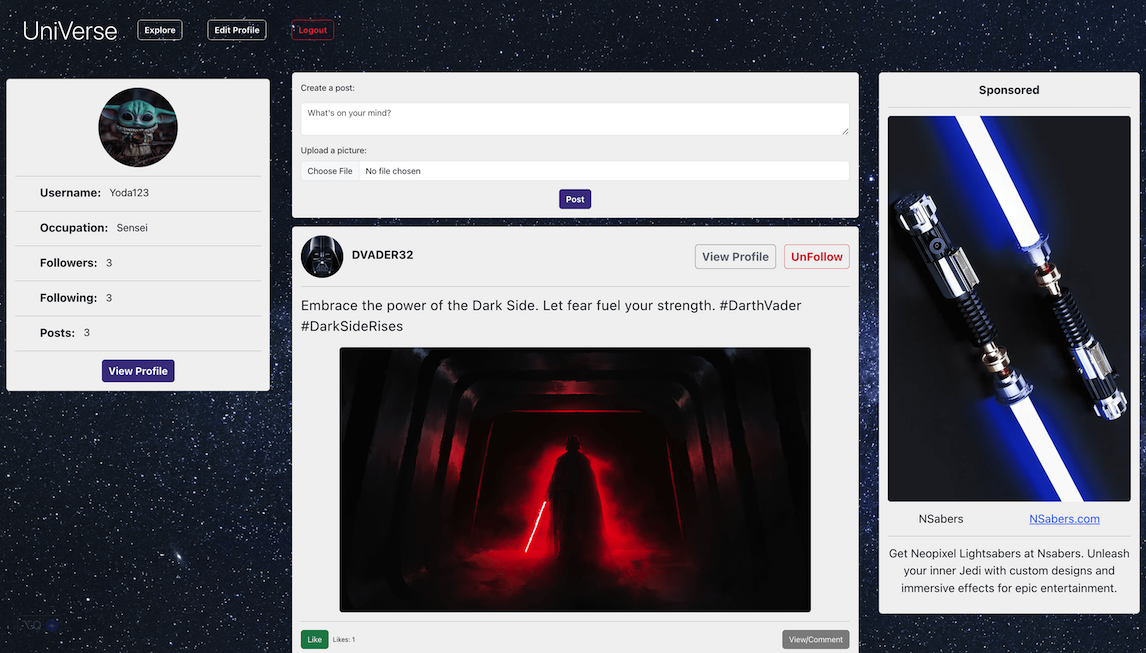 UniVerse
Explore
Edit Profile
Logout
Username: Yoda123
Occupation: Sensei
Followers: 3
Following: 3
Posts: 3
View Profile
Create a post:
What's on your mind?
Upload a picture:
Choose File No file chosen
Post
DVADER32
View Profile
UnFollow
Embrace the power of the Dark Side. Let fear fuel your strength. #DarthVader
#DarkSideRises
Like
Likes: 1
View/Comment
Sponsored
NSabers
NSabers.com
Get Neopixel Lightsabers at Nsabers. Unleash
your inner Jedi with custom designs and
immersive effects for epic entertainment.